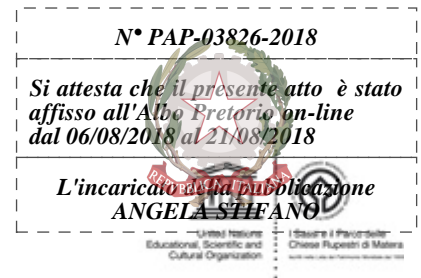 N° PAP-03826-2018
Si attesta che il presente atto è stato
affisso all'Albo Pretorio on-line
dal 06/08/2018 al 21/08/2018
L'incaricato della pubblicazione
ANGELA STIFANO
REPVBBLICA ITALIANA
United Nations
Educational, Scientific and
Cultural Organization
I Sassi e il Parco delle
Chiese Rupestri di Matera